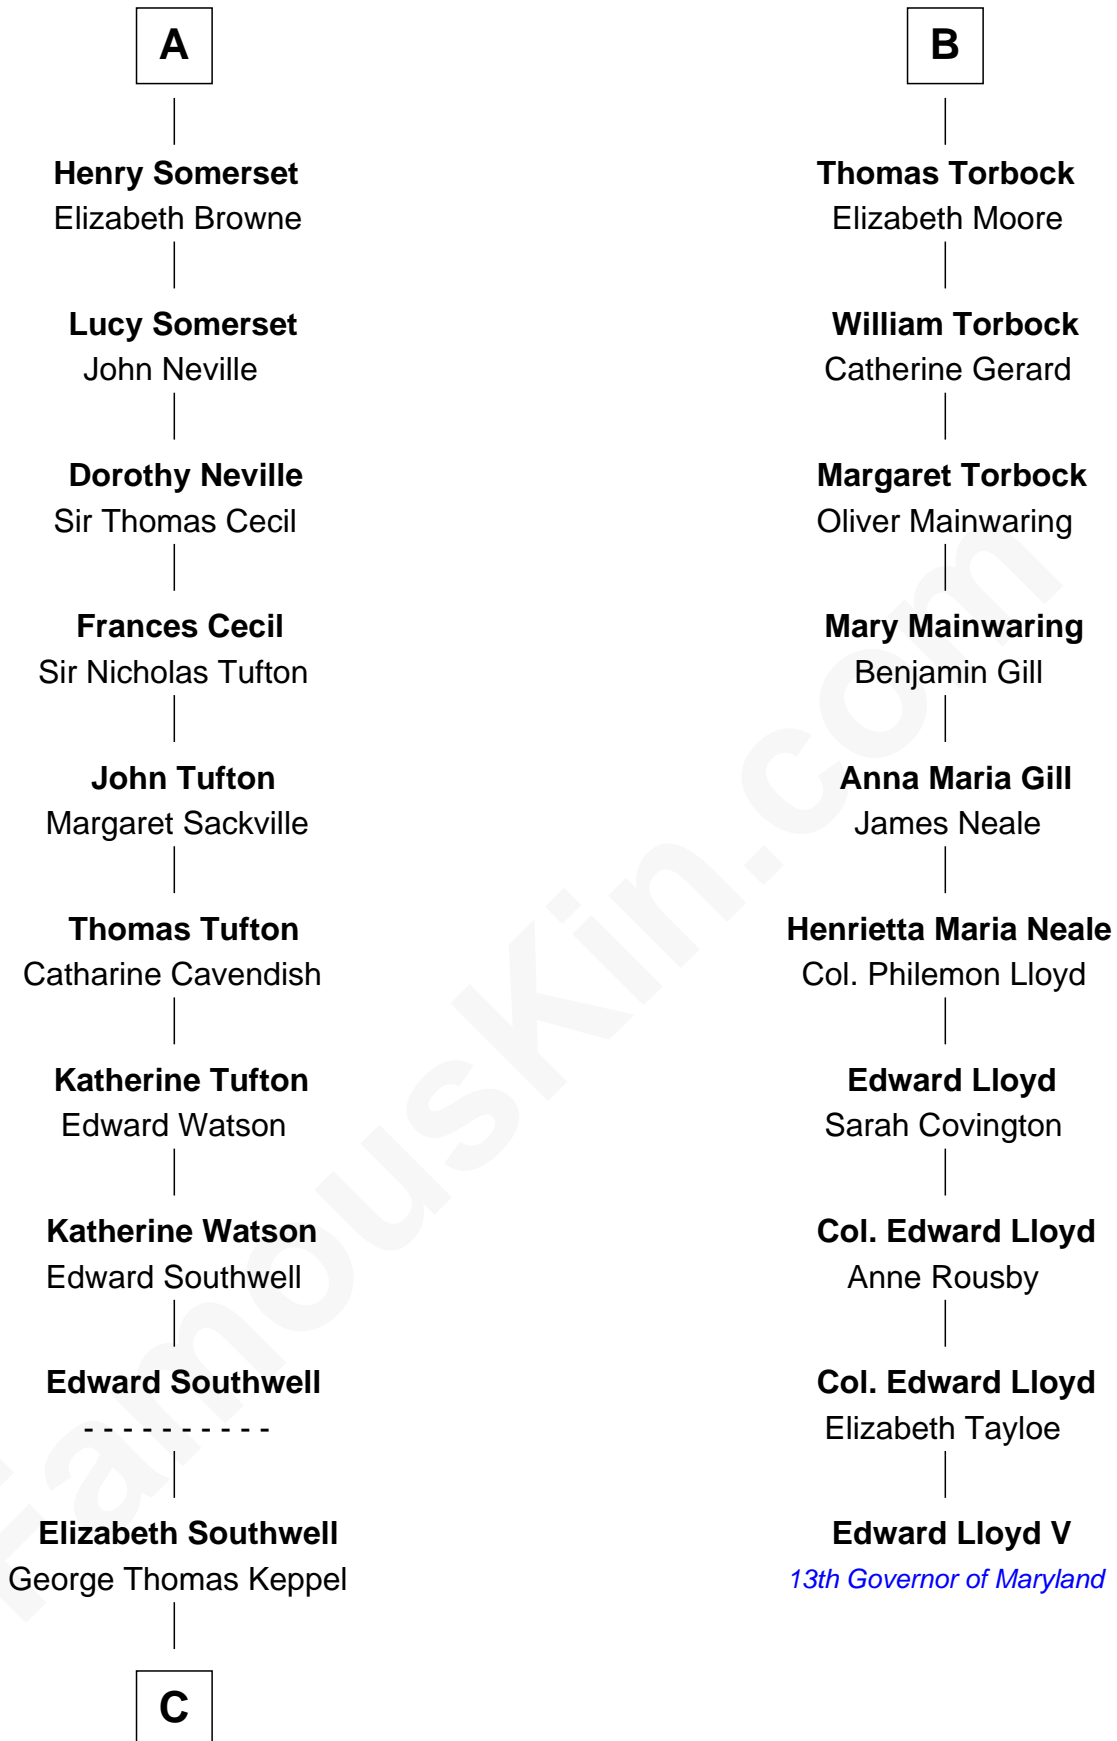 A
Henry Somerset
Elizabeth Browne
Lucy Somerset
John Neville
Dorothy Neville
Sir Thomas Cecil
Frances Cecil
Sir Nicholas Tufton
John Tufton
Margaret Sackville
Thomas Tufton
Catharine Cavendish
Katherine Tufton
Edward Watson
Katherine Watson
Edward Southwell
Edward Southwell
- - - - - - - - - -
Elizabeth Southwell
George Thomas Keppel
C
B
Thomas Torbock
Elizabeth Moore
William Torbock
Catherine Gerard
Margaret Torbock
Oliver Mainwaring
Mary Mainwaring
Benjamin Gill
Anna Maria Gill
James Neale
Henrietta Maria Neale
Col. Philemon Lloyd
Edward Lloyd
Sarah Covington
Col. Edward Lloyd
Anne Rousby
Col. Edward Lloyd
Elizabeth Tayloe
Edward Lloyd V
13th Governor of Maryland
FamousKin.com